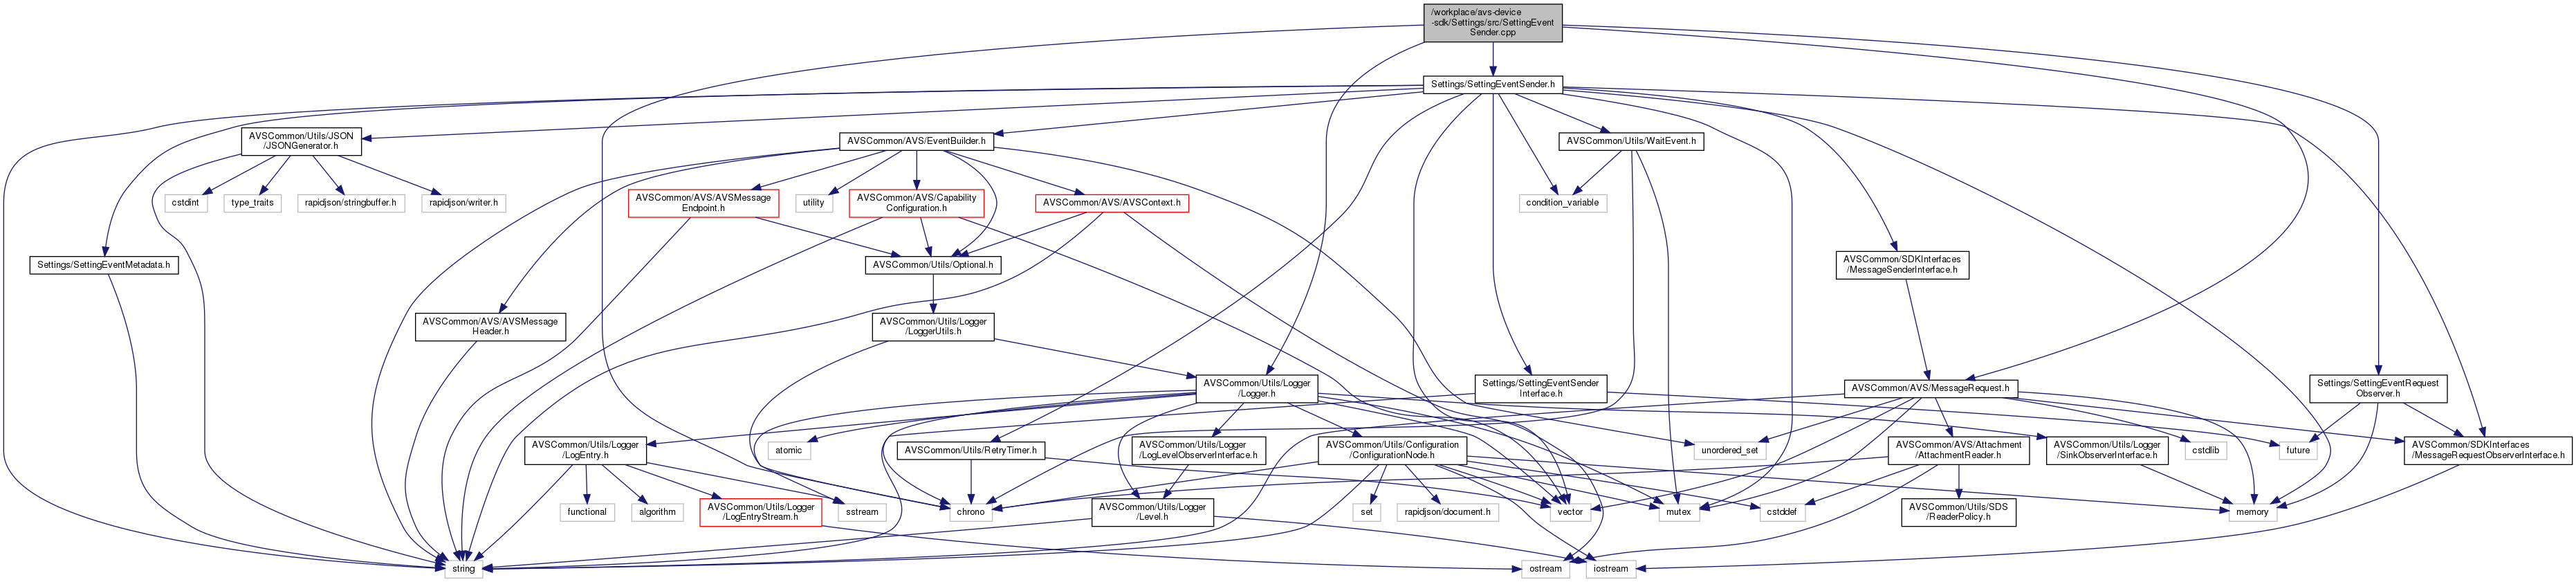 /workplace/avs-device
-sdk/Settings/src/SettingEvent
Sender.cpp
Settings/SettingEventSender.h
AVSCommon/Utils/JSON
/JSONGenerator.h
AVSCommon/AVS/EventBuilder.h
AVSCommon/Utils/WaitEvent.h
cstdint
type_traits
rapidjson/stringbuffer.h
rapidjson/writer.h
AVSCommon/AVS/AVSMessage
Endpoint.h
utility
AVSCommon/AVS/Capability
Configuration.h
AVSCommon/AVS/AVSContext.h
condition_variable
Settings/SettingEventMetadata.h
AVSCommon/Utils/Optional.h
AVSCommon/SDKInterfaces
/MessageSenderInterface.h
AVSCommon/AVS/AVSMessage
Header.h
AVSCommon/Utils/Logger
/LoggerUtils.h
AVSCommon/Utils/Logger
/Logger.h
Settings/SettingEventSender
Interface.h
AVSCommon/AVS/MessageRequest.h
Settings/SettingEventRequest
Observer.h
AVSCommon/Utils/Logger
/LogEntry.h
atomic
AVSCommon/Utils/RetryTimer.h
AVSCommon/Utils/Logger
/LogLevelObserverInterface.h
AVSCommon/Utils/Configuration
/ConfigurationNode.h
unordered_set
AVSCommon/AVS/Attachment
/AttachmentReader.h
AVSCommon/Utils/Logger
/SinkObserverInterface.h
cstdlib
future
AVSCommon/SDKInterfaces
/MessageRequestObserverInterface.h
functional
algorithm
AVSCommon/Utils/Logger
/LogEntryStream.h
sstream
chrono
AVSCommon/Utils/Logger
/Level.h
set
rapidjson/document.h
vector
mutex
cstddef
AVSCommon/Utils/SDS
/ReaderPolicy.h
memory
string
ostream
iostream